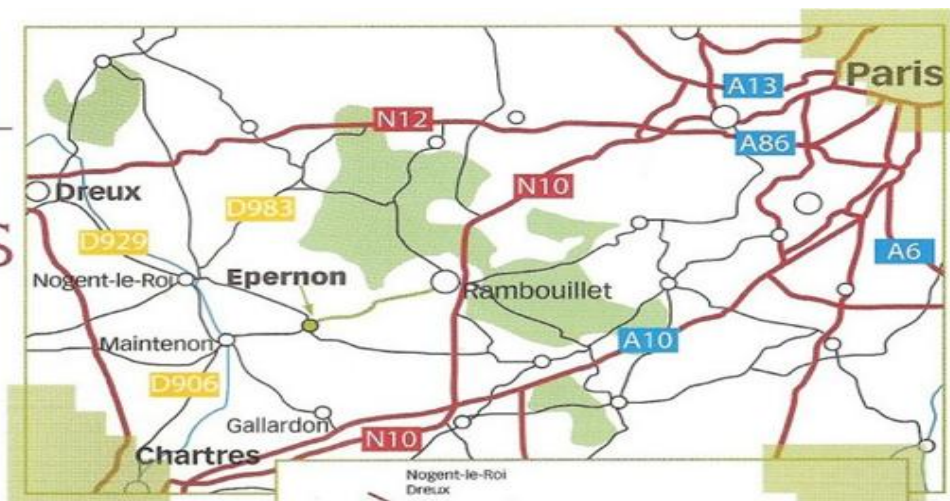 Paris
A13
N12
A86
Dreux
N10
D983
S
D929
A6
Nogent-le-Roi
Epernon
Rambouillet
Maintenon
A10
D906
Gallardon
N10
Chartres
Nogent-le-Roi
Dreux